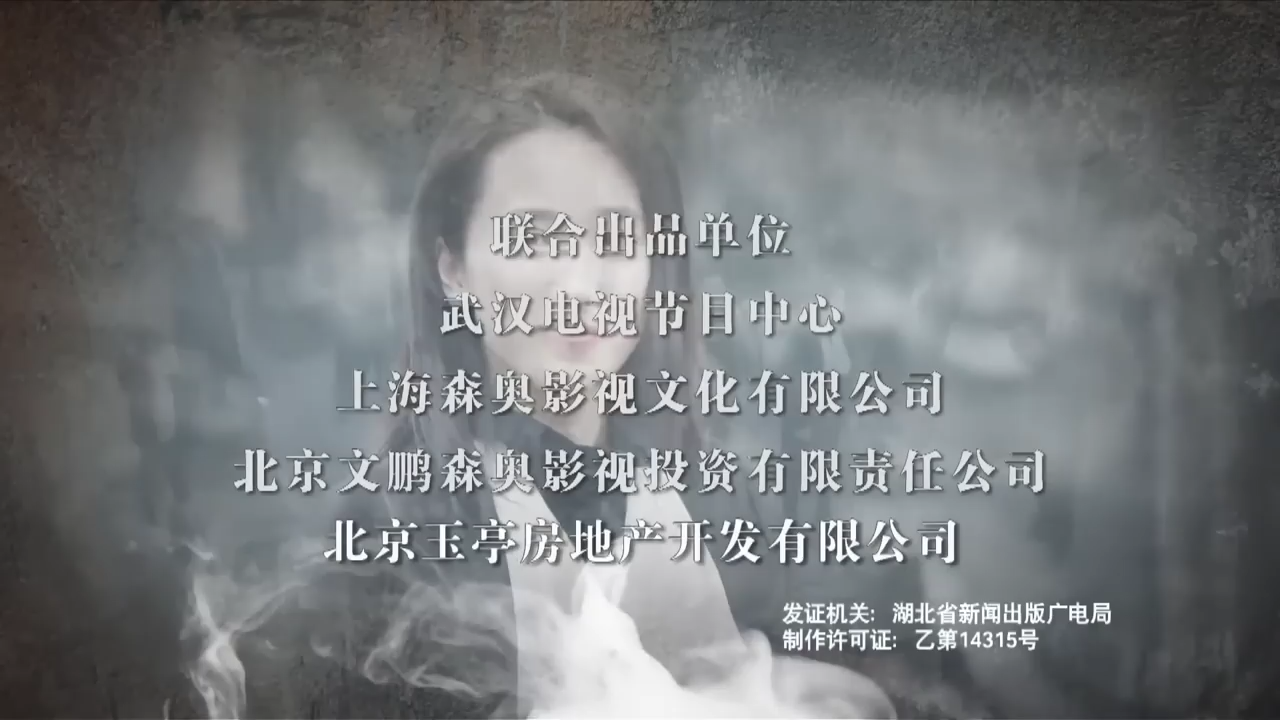 联合出品单位
武汉电视节目中心
上海森奥影视文化有限公司
北京文鹏森奥影视投资有限责任公司
北京玉亭房地产开发有限公司
发证机关: 湖北省新闻出版广电局
制作许可证: 乙第14315号